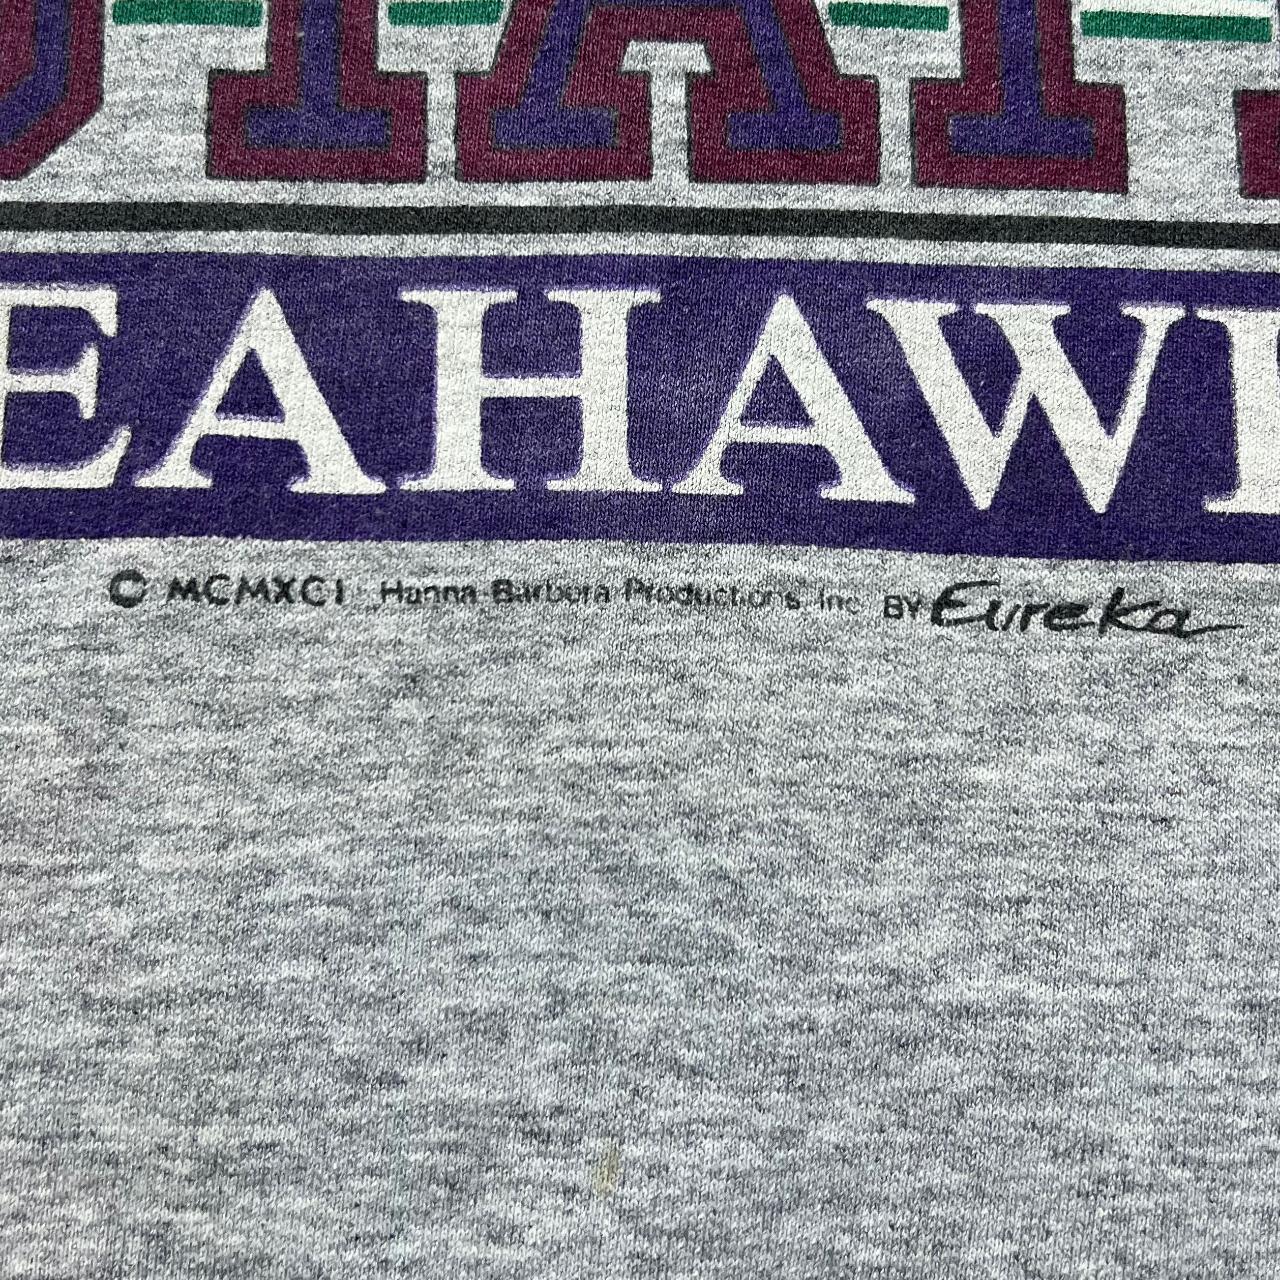 EAHAW
© MCMXCI Hanna Barbera Productions Inc BY Eureka